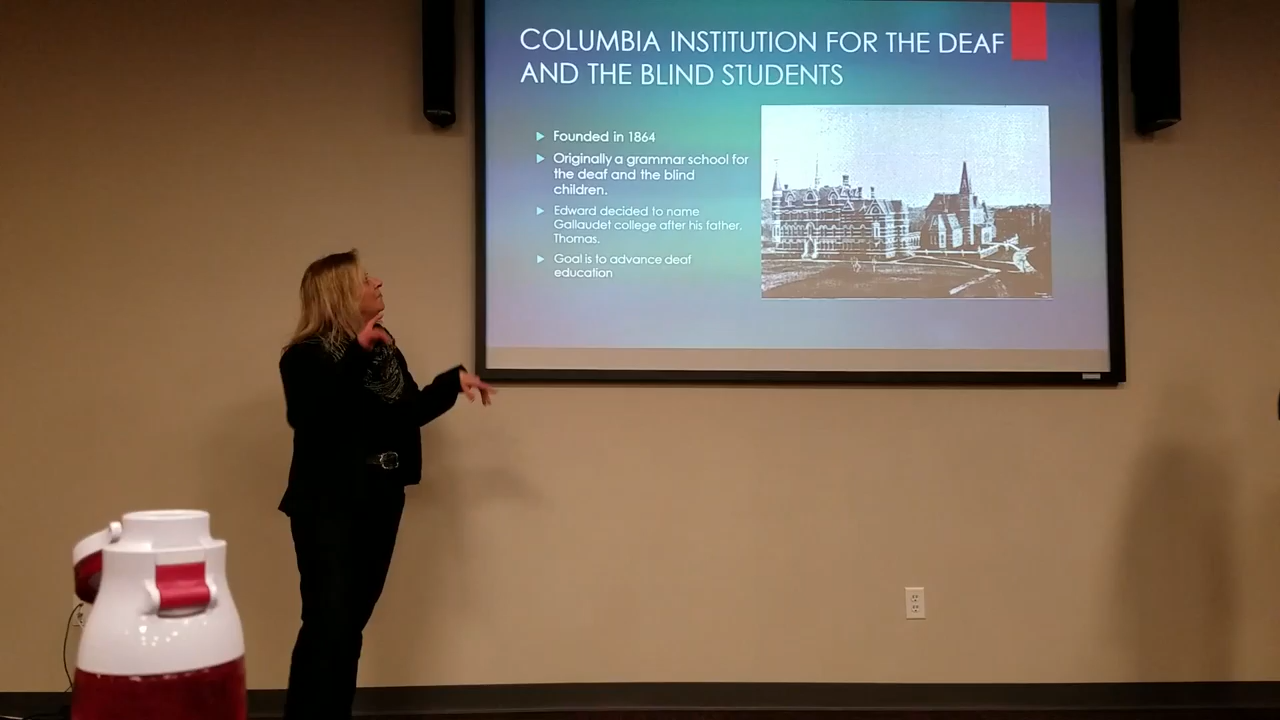 COLUMBIA INSTITUTION FOR THE DEAF
AND THE BLIND STUDENTS
Founded in 1864
Originally a grammar school for
the deaf and the blind
children.
Edward decided to name
Gallaudet college after his father,
Thomas.
Goal is to advance deaf
education